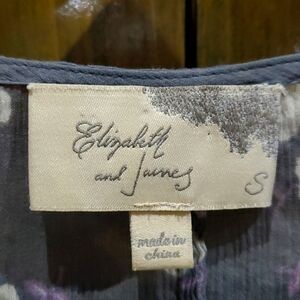 Elizabeth
and James
S
made in
china